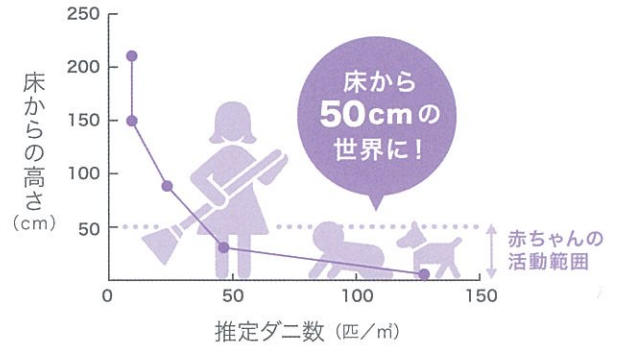 250
200
150
100
50
0
50
100
150
床からの高さ
（cm）
床から
50cmの
世界に！
赤ちゃんの
活動範囲
推定ダニ数（匹／㎡）